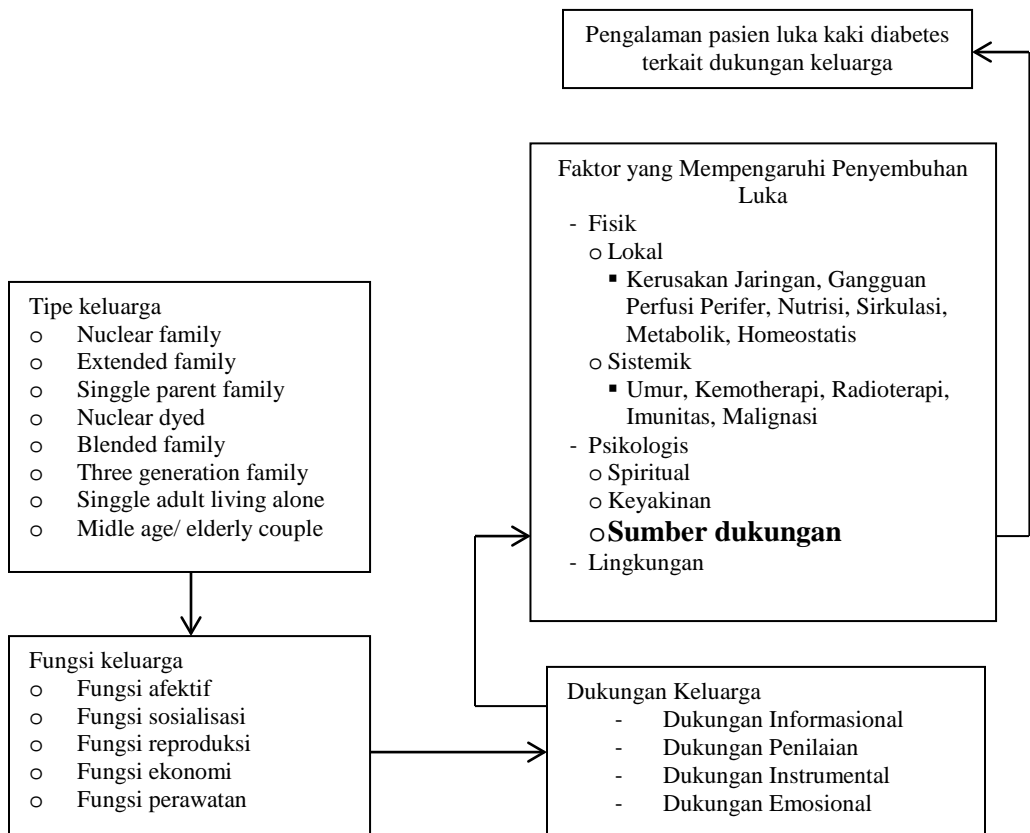 Pengalaman pasien luka kaki diabetes
terkait dukungan keluarga
Faktor yang Mempengaruhi Penyembuhan
Luka
- Fisik
o Lokal
▪ Kerusakan Jaringan, Gangguan
Perfusi Perifer, Nutrisi, Sirkulasi,
Metabolik, Homeostatis
o Sistemik
▪ Umur, Kemotherapi, Radioterapi,
Imunitas, Malignasi
- Psikologis
o Spiritual
o Keyakinan
o Sumber dukungan
- Lingkungan
Tipe keluarga
o Nuclear family
o Extended family
o Singgle parent family
o Nuclear dyed
o Blended family
o Three generation family
o Singgle adult living alone
o Midle age/ elderly couple
Fungsi keluarga
o Fungsi afektif
o Fungsi sosialisasi
o Fungsi reproduksi
o Fungsi ekonomi
o Fungsi perawatan
Dukungan Keluarga
- Dukungan Informasional
- Dukungan Penilaian
- Dukungan Instrumental
- Dukungan Emosional